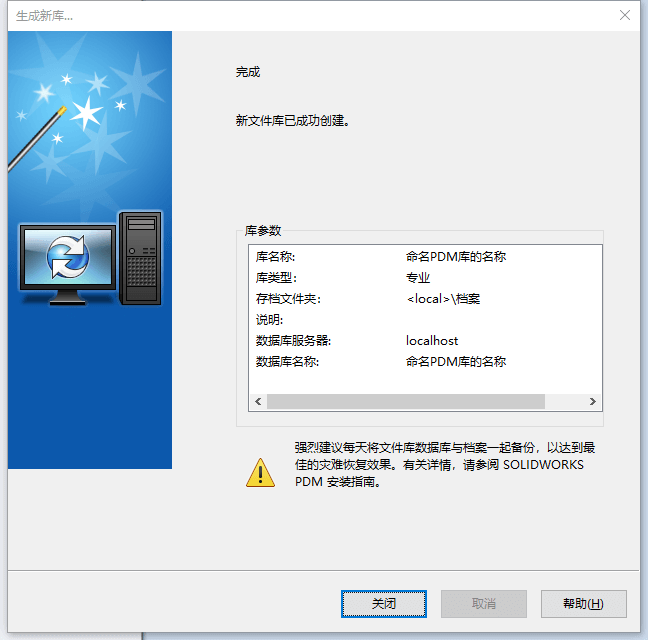 生成新库...
完成
新文件库已成功创建。
库参数
库名称: 命名PDM库的名称
库类型: 专业
存档文件夹: <local>\档案
说明:
数据库服务器: localhost
数据库名称: 命名PDM库的名称
强烈建议每天将文件库数据库与档案一起备份，以达到最
佳的灾难恢复效果。有关详情，请参阅 SOLIDWORKS
PDM 安装指南。
关闭 取消 帮助(H)